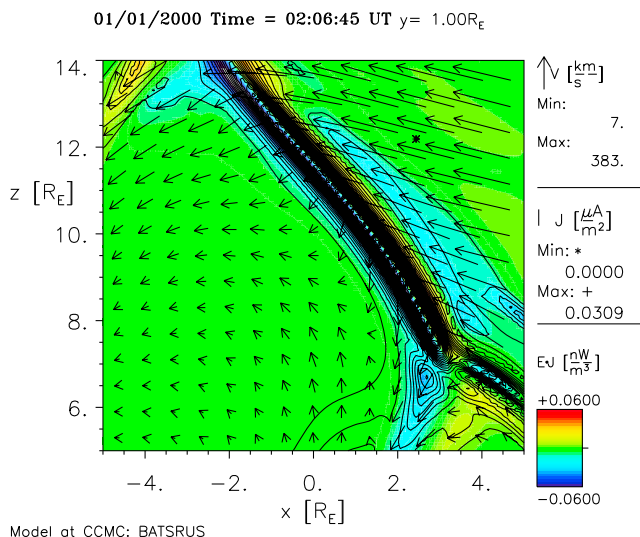 01/01/2000 Time = 02:06:45 UT y= 1.00R_E
14.
12.
10.
8.
6.
z [R_E]
-4.
-2.
0.
2.
4.
x [R_E]
V [km/s]
Min:
7.
Max:
383.
J [μA/m²]
Min: *
0.0000
Max: +
0.0309
E•J [nW/m³]
+0.0600
-0.0600
Model at CCMC: BATSRUS